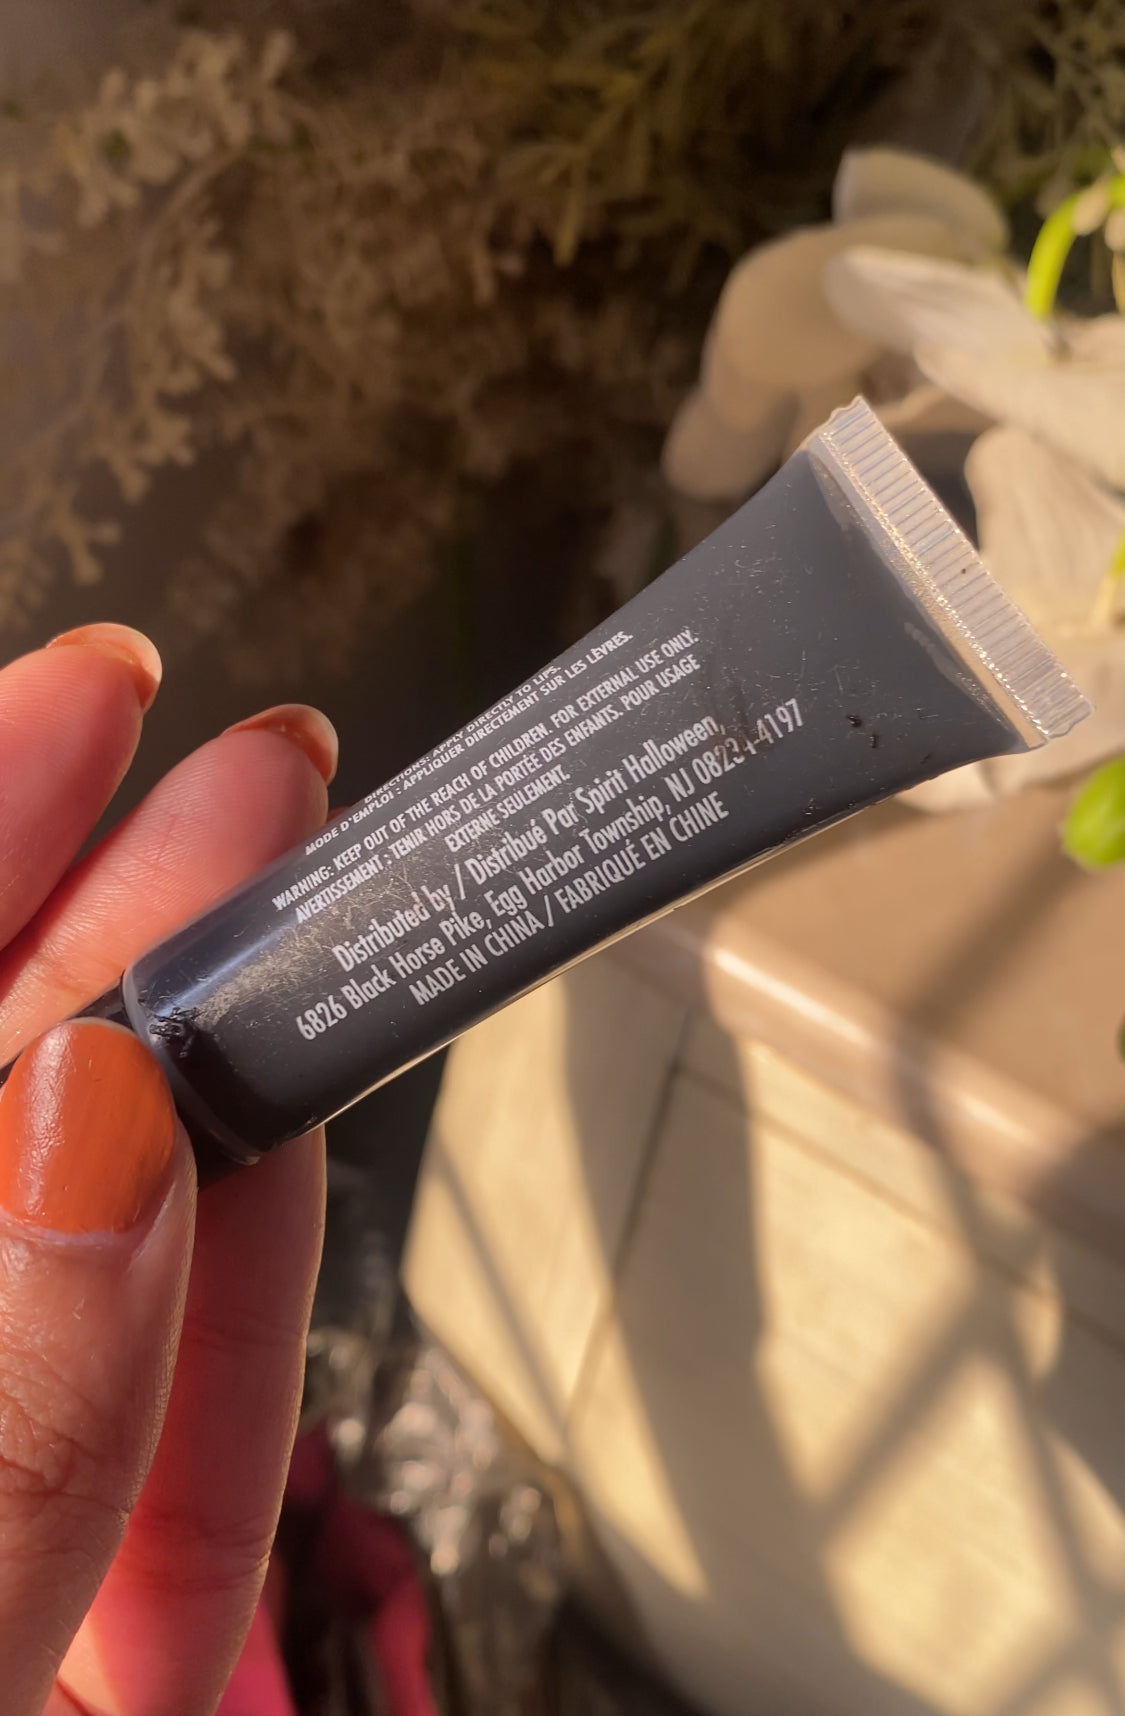 DIRECTIONS: APPLY DIRECTLY TO LIPS.
MODE D'EMPLOI : APPLIQUER DIRECTEMENT SUR LES LÈVRES.
WARNING: KEEP OUT OF THE REACH OF CHILDREN. FOR EXTERNAL USE ONLY.
AVERTISSEMENT : TENIR HORS DE LA PORTÉE DES ENFANTS. POUR USAGE
EXTERNE SEULEMENT.
Distributed by / Distribué Par Spirit Halloween,
6826 Black Horse Pike, Egg Harbor Township, NJ 08234-4197
MADE IN CHINA / FABRIQUÉ EN CHINE